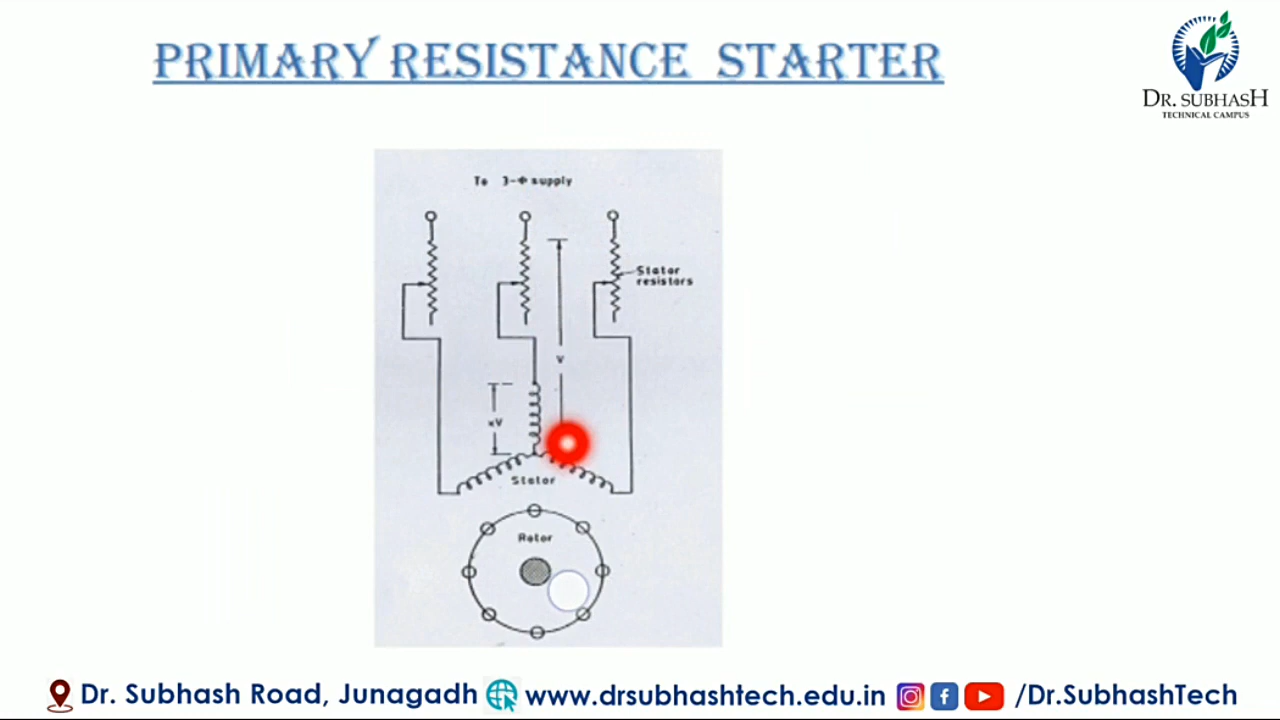 PRIMARY RESISTANCE STARTER
DR. SUBHASH
TECHNICAL CAMPUS
To 3-ϕ supply
Stator
resistors
V
xV
Stator
Rotor
Dr. Subhash Road, Junagadh www.drsubhashtech.edu.in /Dr.SubhashTech